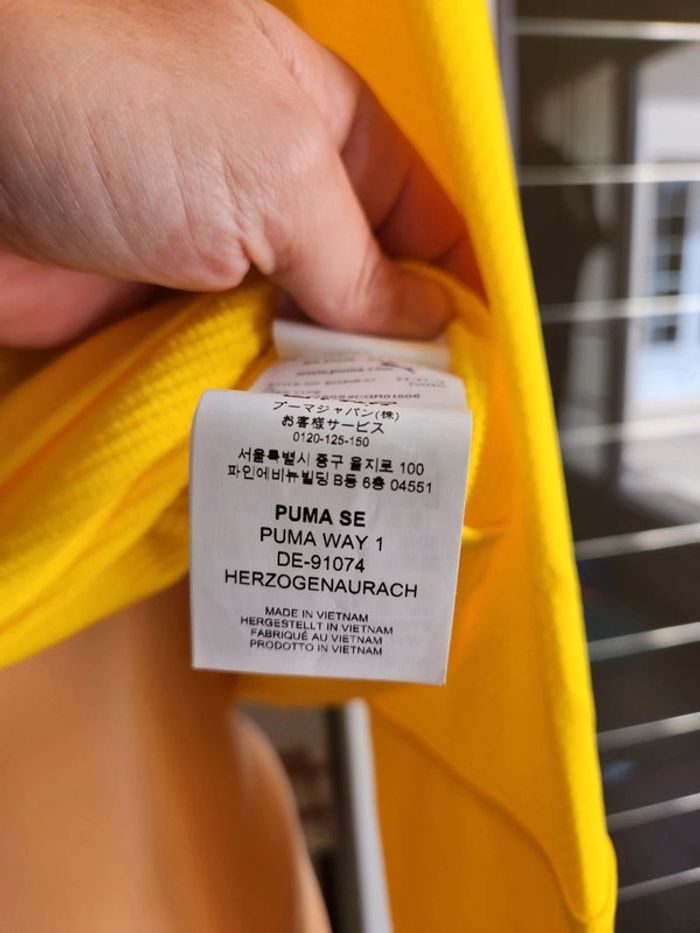 www.puma.com
プーマジャパン(株)
お客様サービス
0120-125-150
서울특별시 중구 을지로 100
파인에비뉴빌딩 B동 6층 04551
PUMA SE
PUMA WAY 1
DE-91074
HERZOGENAURACH
MADE IN VIETNAM
HERGESTELLT IN VIETNAM
FABRIQUÉ AU VIETNAM
PRODOTTO IN VIETNAM